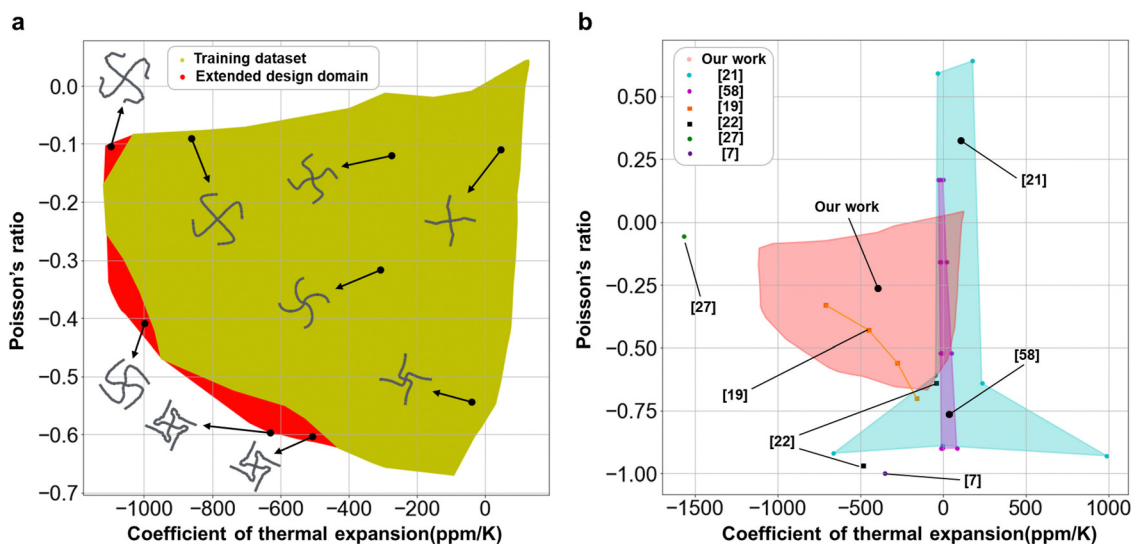 a
Training dataset
Extended design domain
0.0
−0.1
−0.2
−0.3
−0.4
−0.5
−0.6
−0.7
Poisson's ratio
−1000 −800 −600 −400 −200 0
Coefficient of thermal expansion(ppm/K)
b
Our work
[21]
[58]
[19]
[22]
[27]
[7]
0.50
0.25
0.00
−0.25
−0.50
−0.75
−1.00
Poisson's ratio
[21]
Our work
[27]
[58]
[19]
[22]
[7]
−1500 −1000 −500 0 500 1000
Coefficient of thermal expansion(ppm/K)